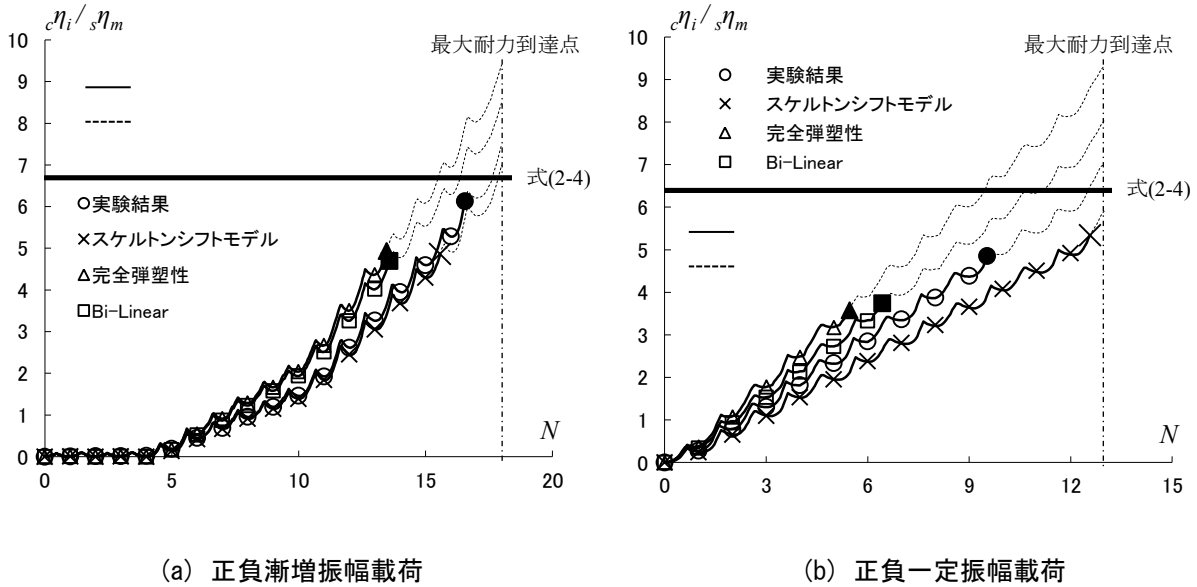 cηi / sηm
10
9
8
7
6
5
4
3
2
1
0
0 5 10 15 20
N
最大耐力到達点
式(2-4)
実験結果
スケルトンシフトモデル
完全弾塑性
Bi-Linear
(a) 正負漸増振幅載荷
cηi / sηm
10
9
8
7
6
5
4
3
2
1
0
0 3 6 9 12 15
N
最大耐力到達点
実験結果
スケルトンシフトモデル
完全弾塑性
Bi-Linear
式(2-4)
(b) 正負一定振幅載荷